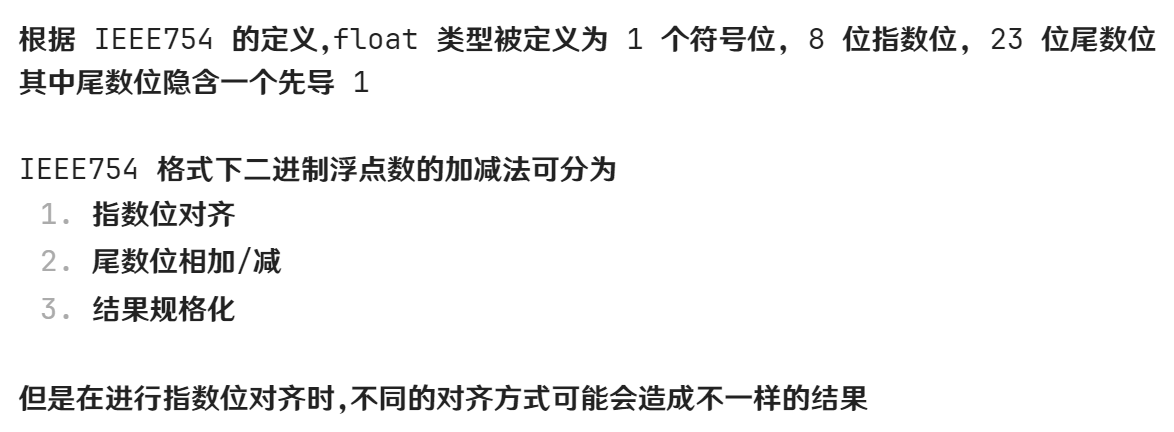 根据 IEEE754 的定义,float 类型被定义为 1 个符号位, 8 位指数位, 23 位尾数位
其中尾数位隐含一个先导 1
IEEE754 格式下二进制浮点数的加减法可分为
1. 指数位对齐
2. 尾数位相加/减
3. 结果规格化
但是在进行指数位对齐时,不同的对齐方式可能会造成不一样的结果